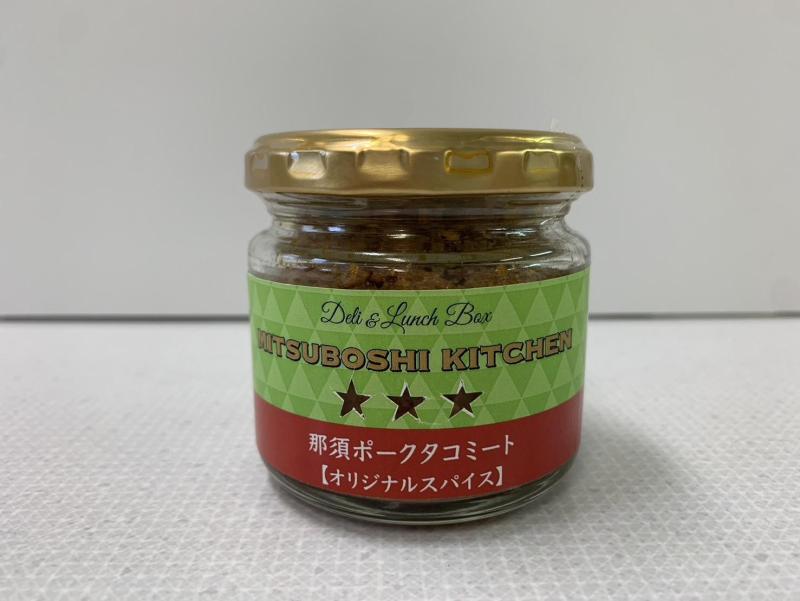 Deli & Lunch Box
MITSUBOSHI KITCHEN
那須ポークタコミート
【オリジナルスパイス】